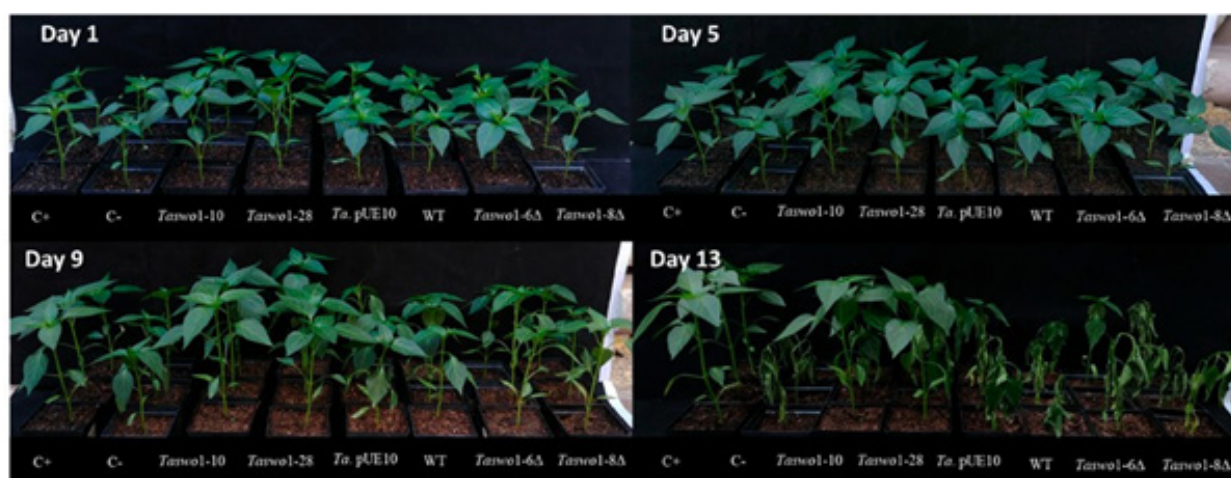 Day 1
Day 5
C+ C- Taswo1-10 Taswo1-28 Ta. pUE10 WT Taswo1-6Δ Taswo1-8Δ
C+ C- Taswo1-10 Taswo1-28 Ta. pUE10 WT Taswo1-6Δ Taswo1-8Δ
Day 9
Day 13
C+ C- Taswo1-10 Taswo1-28 Ta. pUE10 WT Taswo1-6Δ Taswo1-8Δ
C+ C- Taswo1-10 Taswo1-28 Ta. pUE10 WT Taswo1-6Δ Taswo1-8Δ